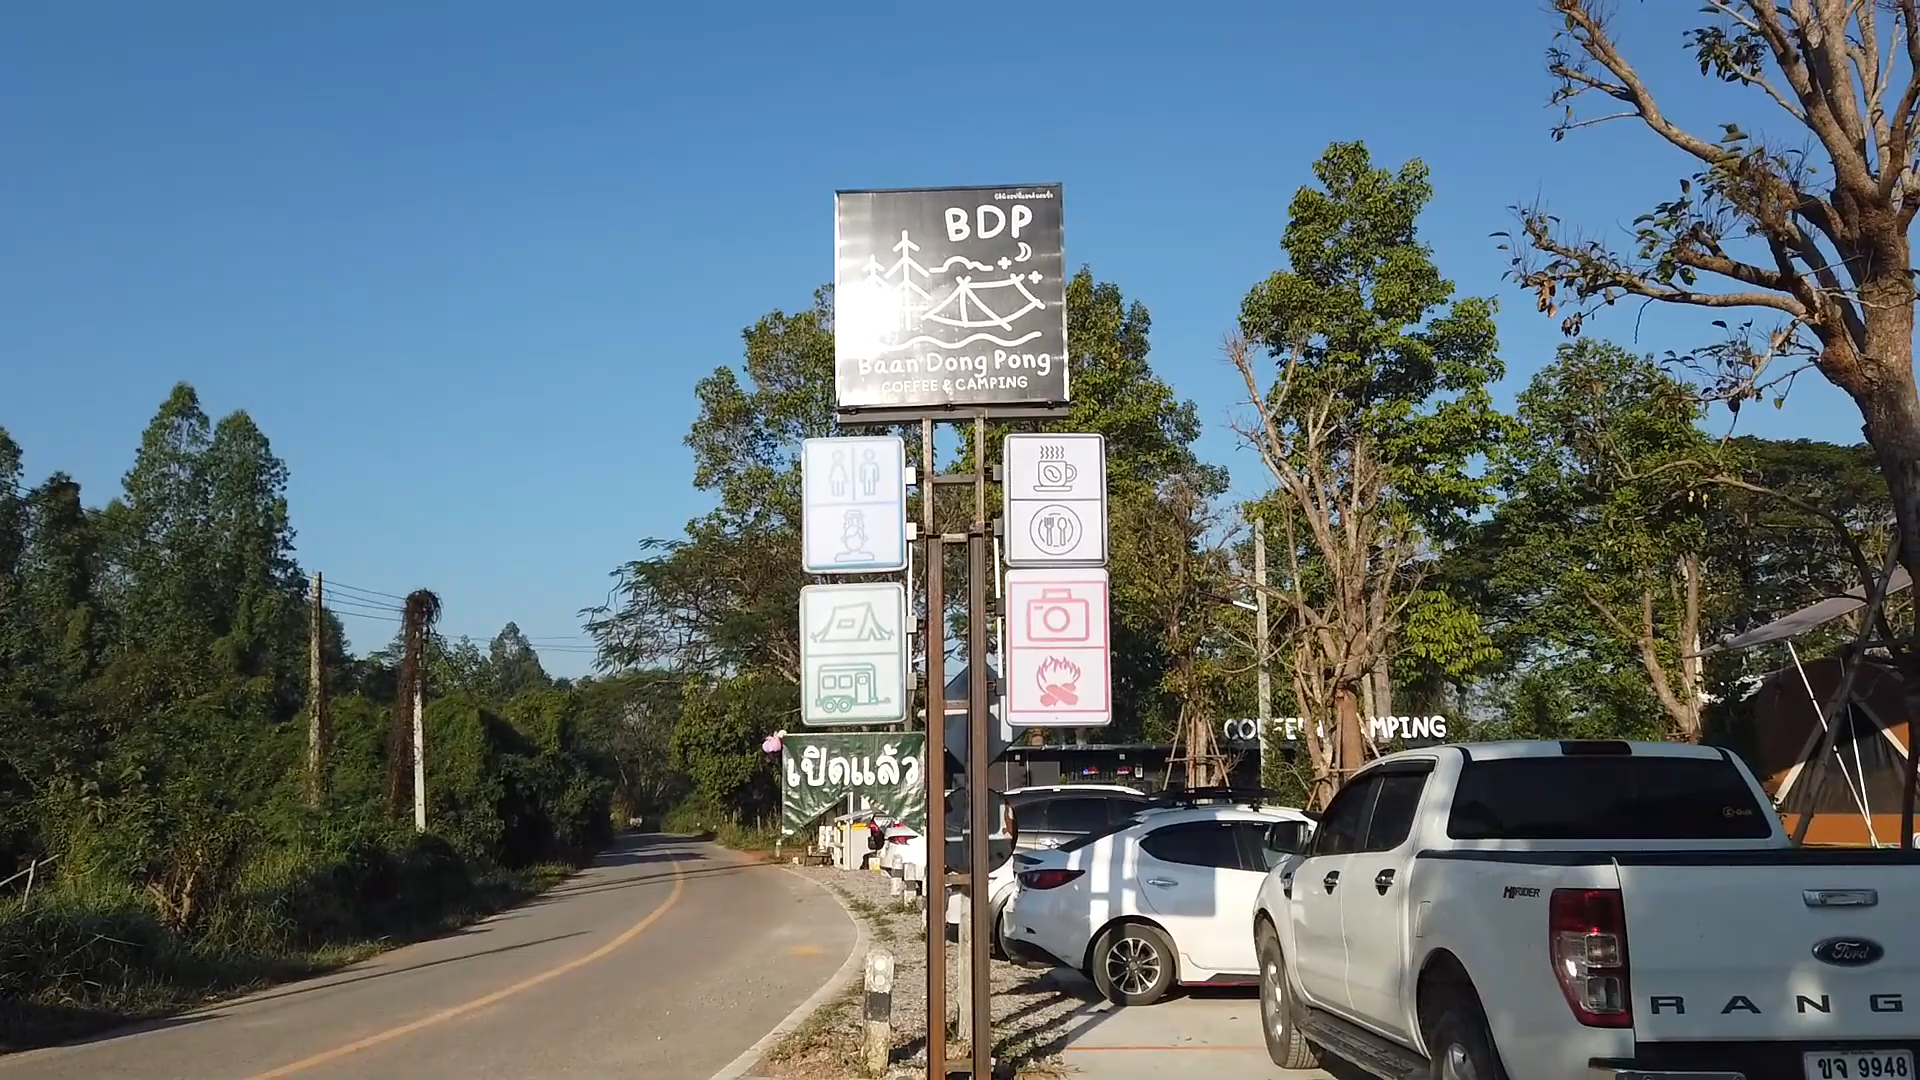 BDP
Baan Dong Pong
COFFEE & CAMPING
เปิดแล้ว
COFFEE
MPING
HI-RIDER
Ford
RANG
ขจ 9948